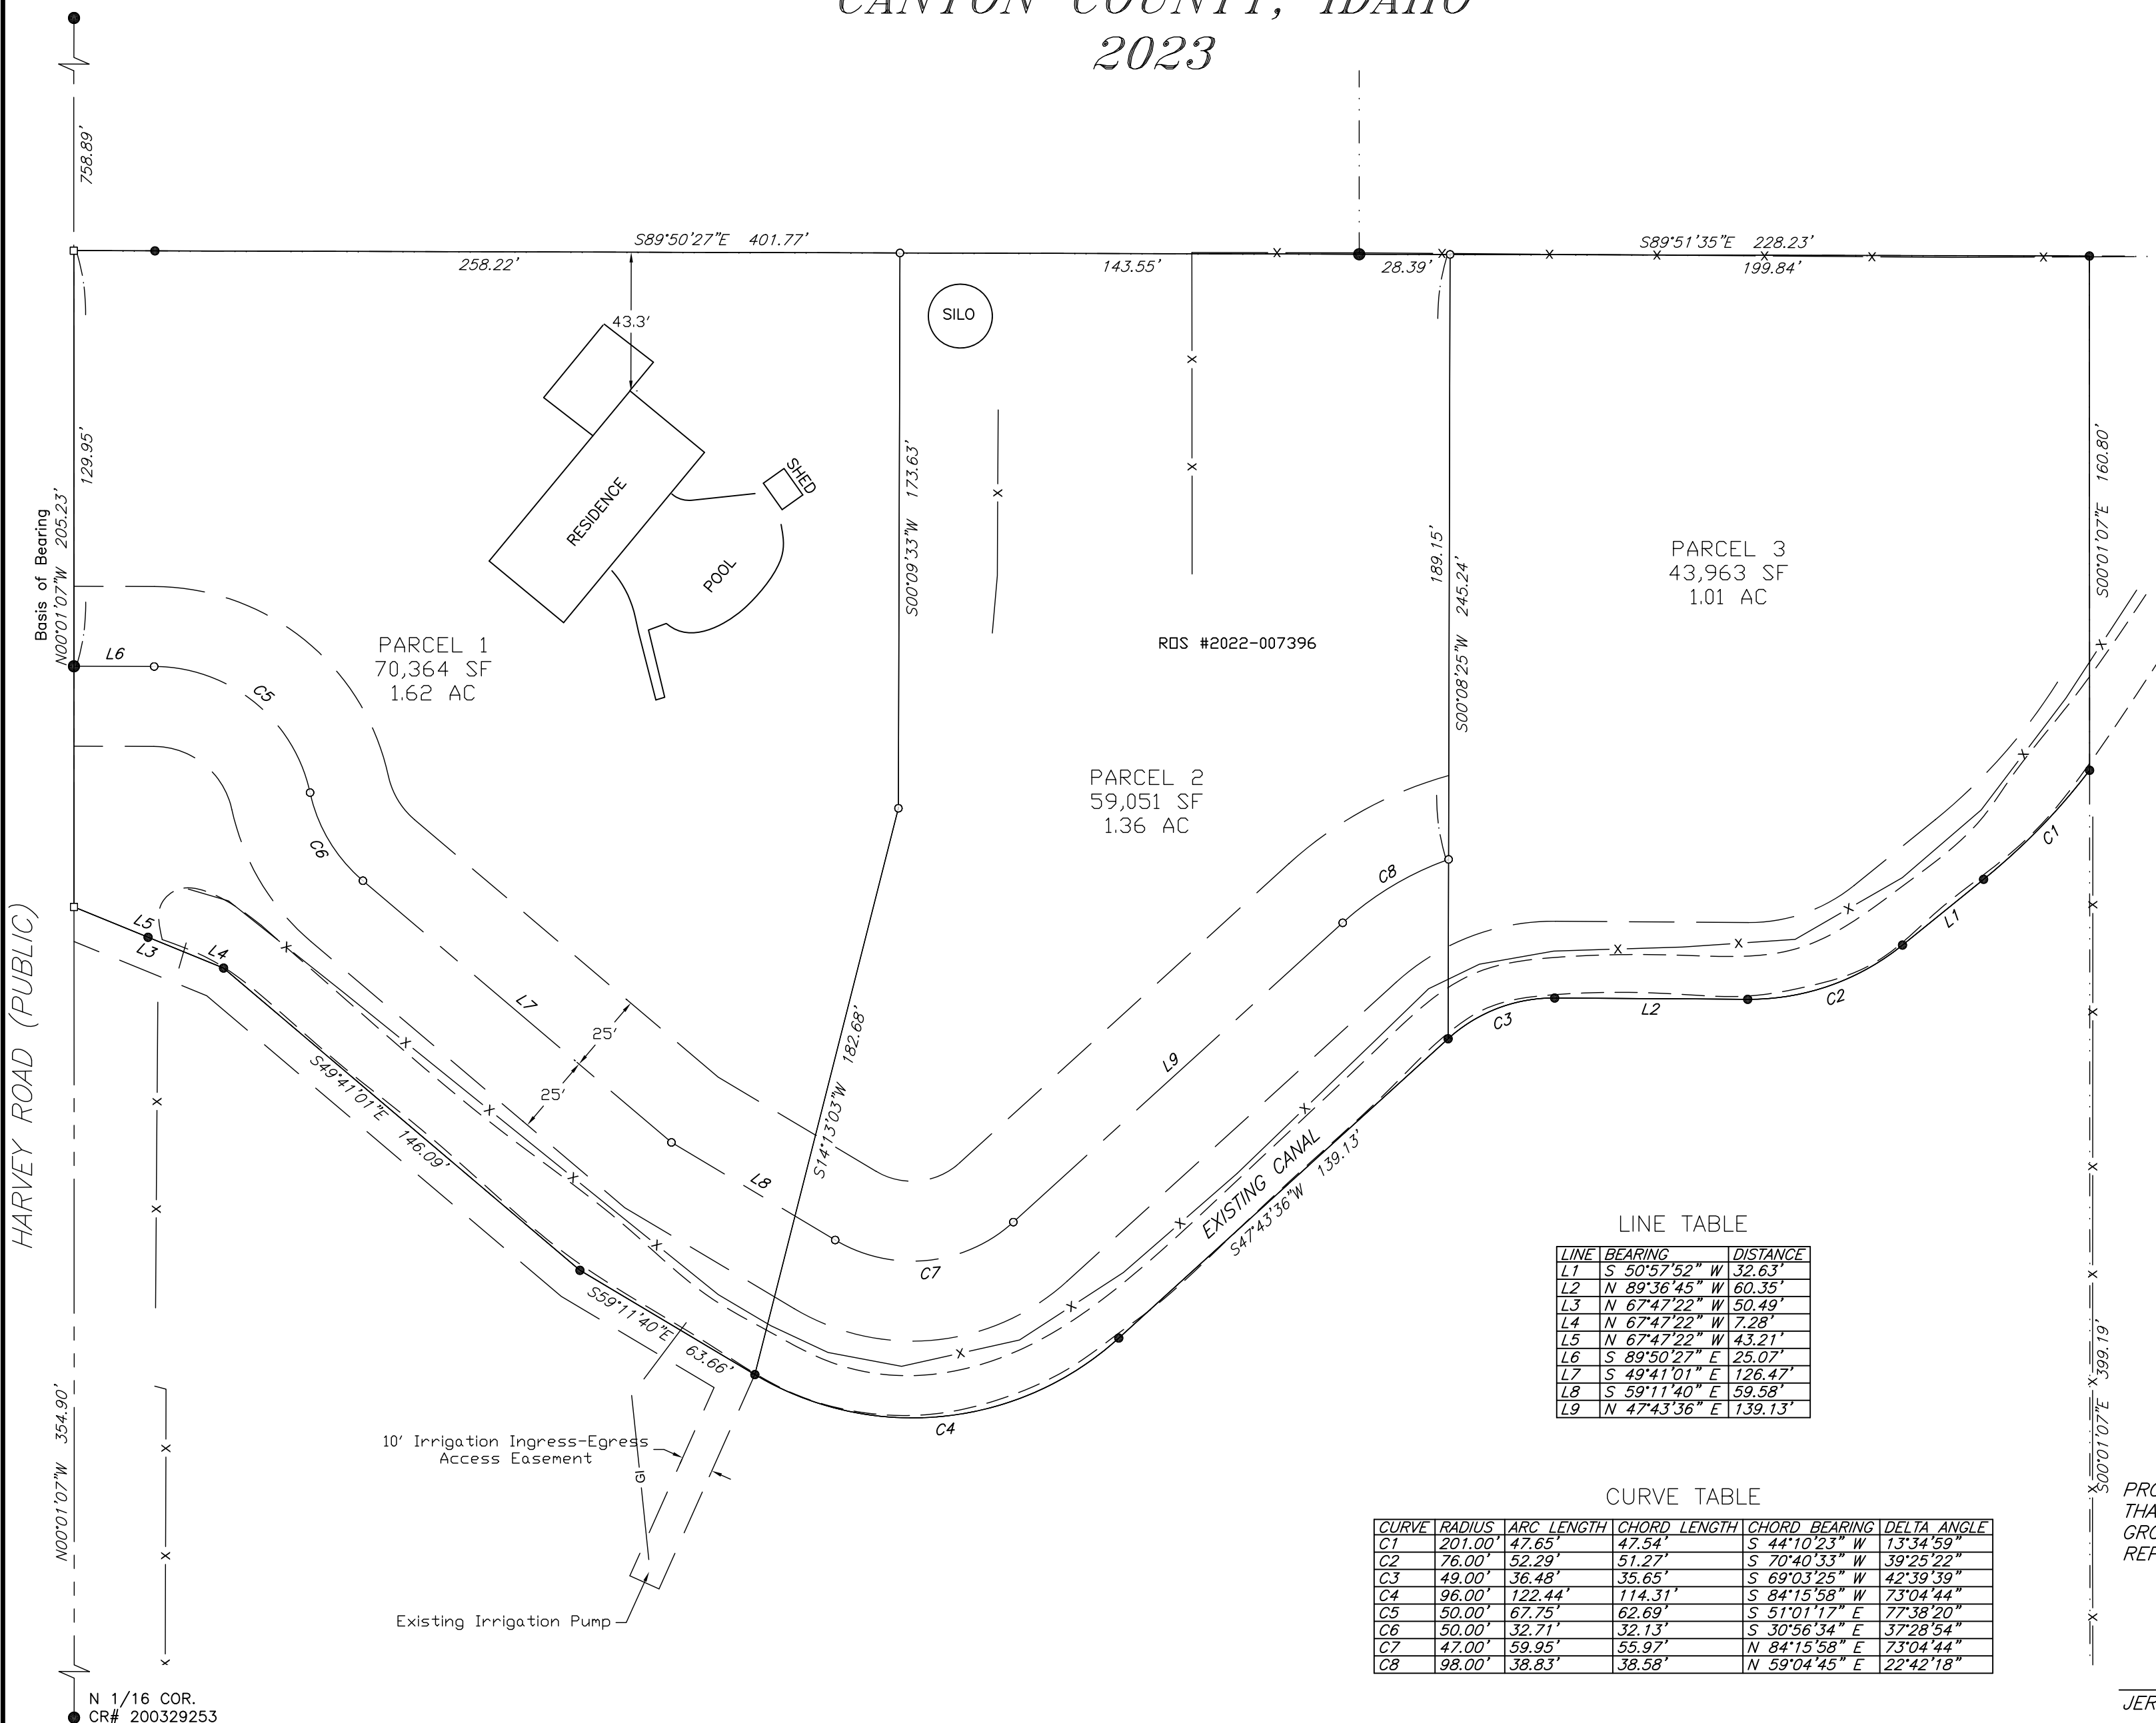 CANYON COUNTY, IDAHO
2023
758.89'
S89°50'27"E 401.77'
258.22'
143.55'
28.39'
S89°51'35"E 228.23'
199.84'
43.3'
SILO
129.95'
Basis of Bearing
N00°01'07"W 205.23'
RESIDENCE
SHED
POOL
S00°09'33"W 173.63'
189.15'
S00°08'25"W 245.24'
S00°01'07"E 160.80'
PARCEL 1
70,364 SF
1.62 AC
PARCEL 2
59,051 SF
1.36 AC
PARCEL 3
43,963 SF
1.01 AC
ROS #2022-007396
L6
C5
C6
L5
L3
L4
L7
25'
25'
L8
C7
L9
C8
C3
L2
C2
L1
C1
HARVEY ROAD (PUBLIC)
S49°41'01"E 146.09'
S59°11'40"E 63.66'
S14°13'03"W 182.68'
EXISTING CANAL
S47°43'36"W 139.13'
C4
N00°01'07"W 354.90'
S00°01'07"E 399.19'
10' Irrigation Ingress-Egress
Access Easement
GI
Existing Irrigation Pump
N 1/16 COR.
CR# 200329253
LINE TABLE
LINE BEARING DISTANCE
L1 S 50°57'52" W 32.63'
L2 N 89°36'45" W 60.35'
L3 N 67°47'22" W 50.49'
L4 N 67°47'22" W 7.28'
L5 N 67°47'22" W 43.21'
L6 S 89°50'27" E 25.07'
L7 S 49°41'01" E 126.47'
L8 S 59°11'40" E 59.58'
L9 N 47°43'36" E 139.13'
CURVE TABLE
CURVE RADIUS ARC LENGTH CHORD LENGTH CHORD BEARING DELTA ANGLE
C1 201.00' 47.65' 47.54' S 44°10'23" W 13°34'59"
C2 76.00' 52.29' 51.27' S 70°40'33" W 39°25'22"
C3 49.00' 36.48' 35.65' S 69°03'25" W 42°39'39"
C4 96.00' 122.44' 114.31' S 84°15'58" W 73°04'44"
C5 50.00' 67.75' 62.69' S 51°01'17" E 77°38'20"
C6 50.00' 32.71' 32.13' S 30°56'34" E 37°28'54"
C7 47.00' 59.95' 55.97' N 84°15'58" E 73°04'44"
C8 98.00' 38.83' 38.58' N 59°04'45" E 22°42'18"
PRO
THA
GRO
REP
JER